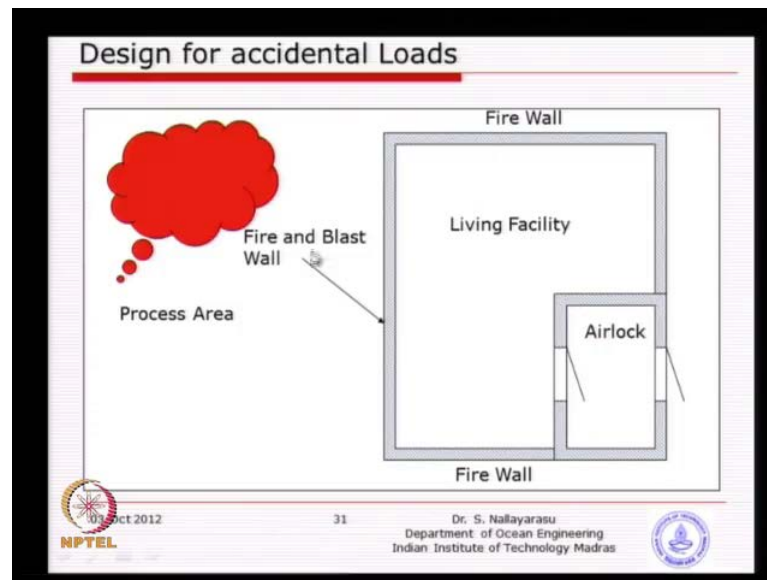 Design for accidental Loads
Fire Wall
Living Facility
Fire and Blast
Wall
Airlock
Process Area
Fire Wall
Oct 2012
31
Dr. S. Nallayarasu
Department of Ocean Engineering
Indian Institute of Technology Madras
NPTEL